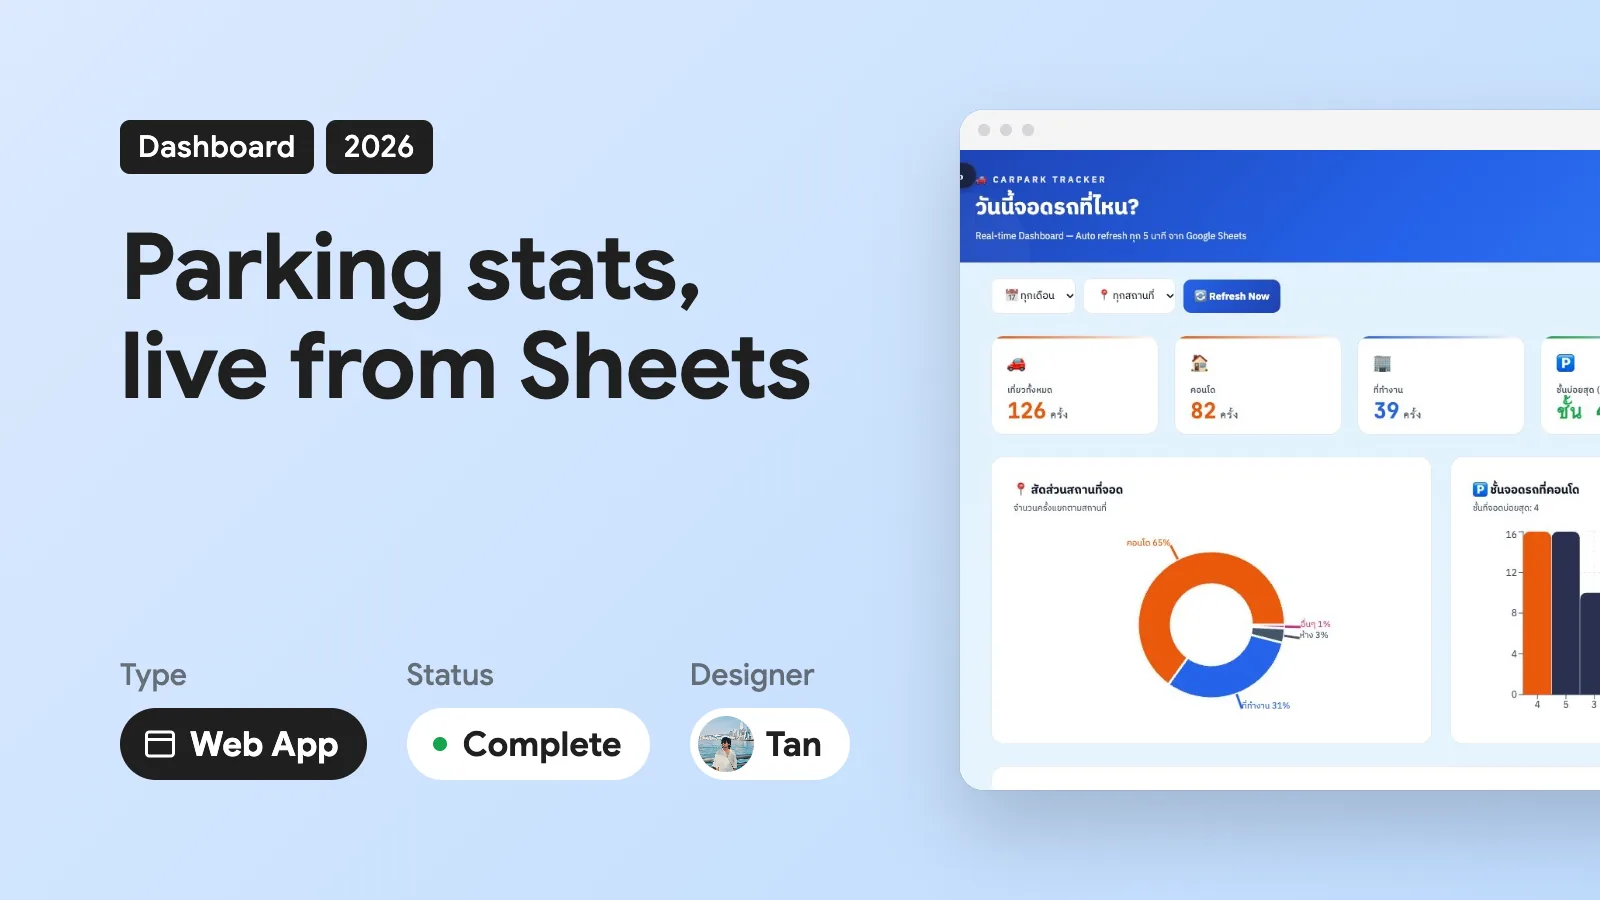 Dashboard
2026
Parking stats,
live from Sheets
Type
Status
Designer
Web App
Complete
Tan
CARPARK TRACKER
วันนี้จอดรถที่ไหน?
Real-time Dashboard — Auto refresh ทุก 5 นาที จาก Google Sheets
ทุกเดือน
ทุกสถานที่
Refresh Now
เที่ยวทั้งหมด
126 ครั้ง
คอนโด
82 ครั้ง
ที่ทำงาน
39 ครั้ง
P
ชั้นบ่อยสุด (
ชั้น
สัดส่วนสถานที่จอด
จำนวนครั้งแยกตามสถานที่
คอนโด 65%
อื่นๆ 1%
ห้าง 3%
ที่ทำงาน 31%
P ชั้นจอดรถที่คอนโด
ชั้นที่จอดบ่อยสุด: 4
16
12
8
4
0
4
5
3